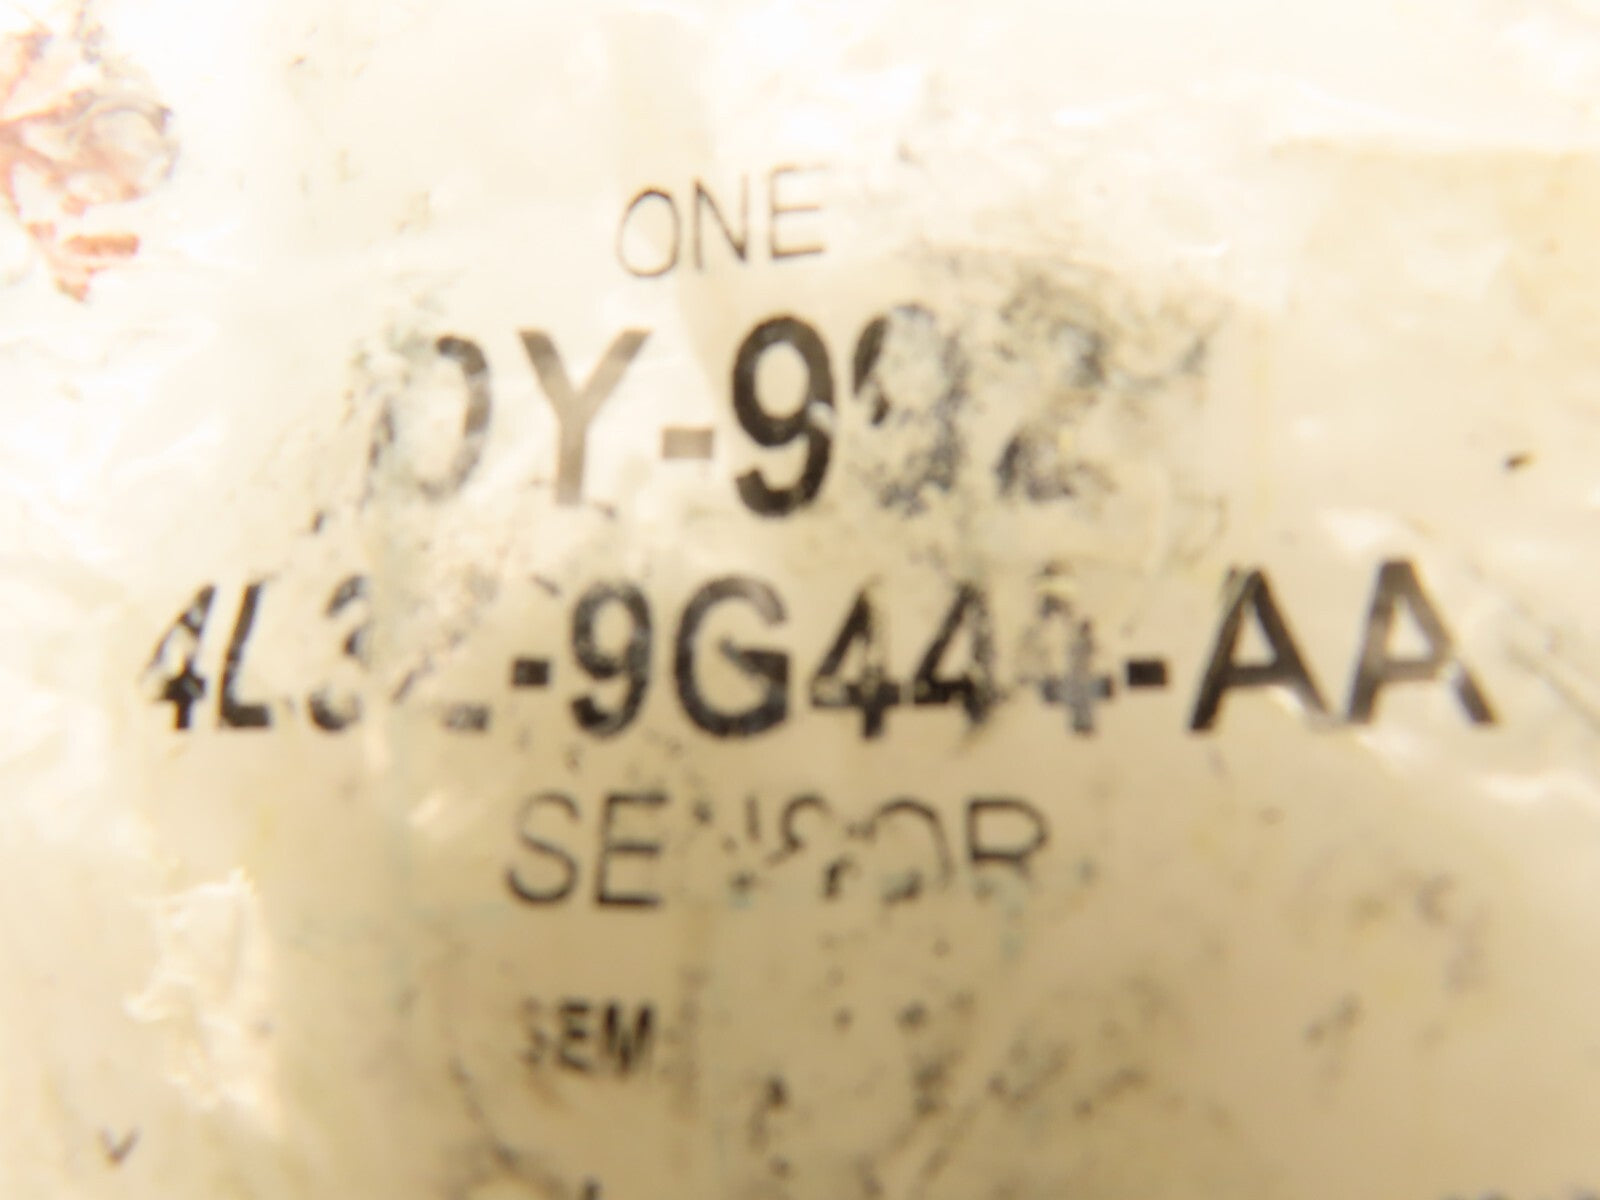 ONE
DY-992
4L3Z-9G444-AA
SENSOR